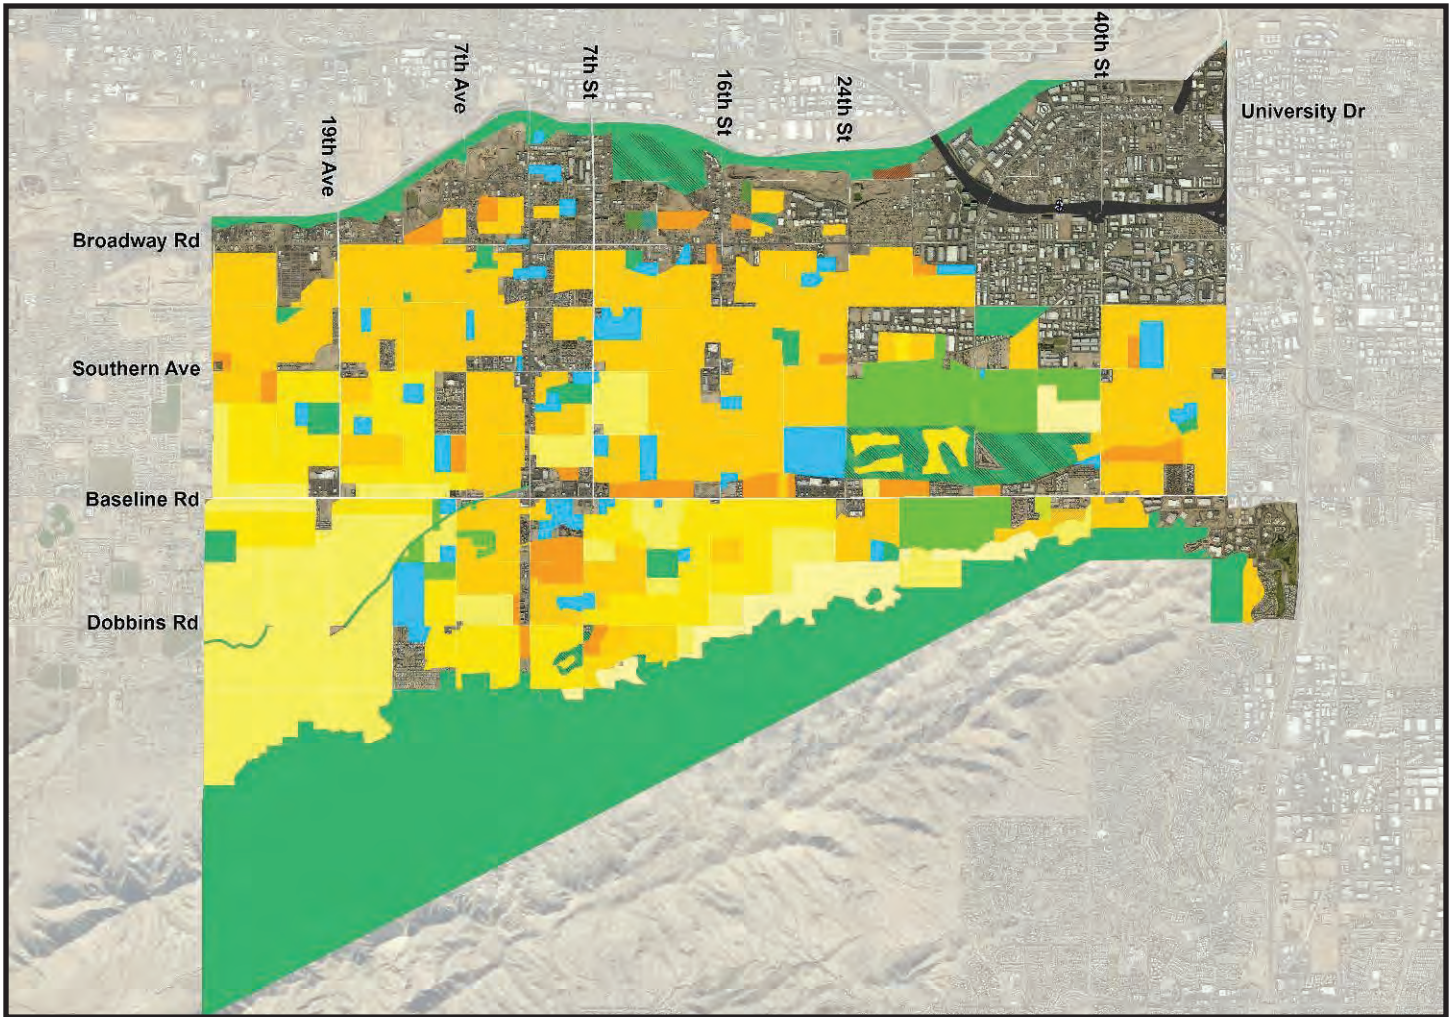 40th St
7th Ave
7th St
16th St
24th St
University Dr
19th Ave
Broadway Rd
Southern Ave
Baseline Rd
Dobbins Rd